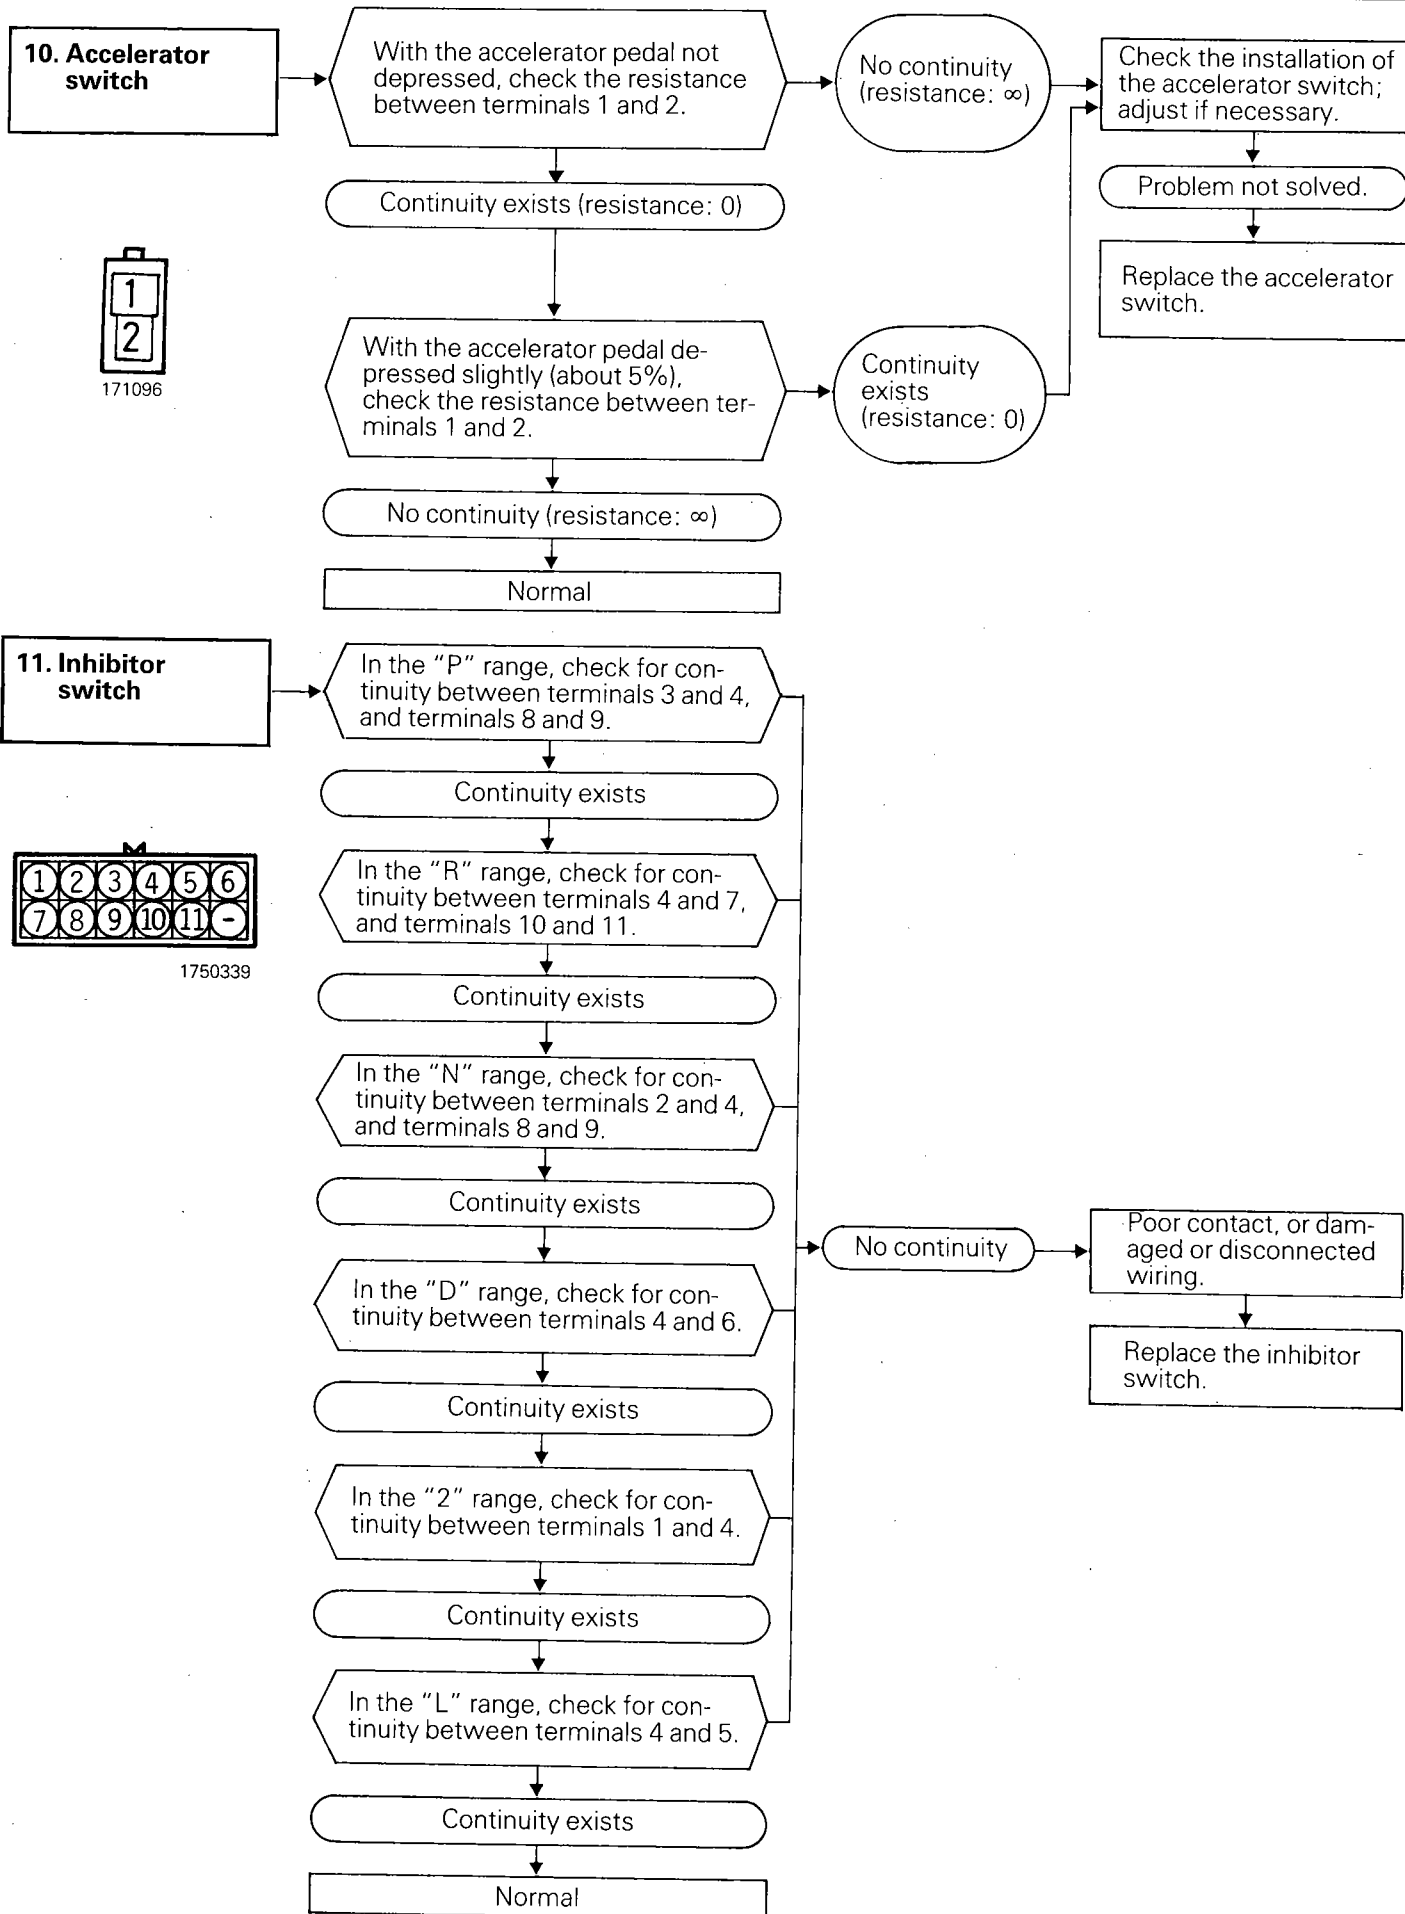 10. Accelerator
switch
With the accelerator pedal not
depressed, check the resistance
between terminals 1 and 2.
No continuity
(resistance: ∞)
Check the installation of
the accelerator switch;
adjust if necessary.
Problem not solved.
Replace the accelerator
switch.
Continuity exists (resistance: 0)
1
2
171096
With the accelerator pedal de-
pressed slightly (about 5%),
check the resistance between ter-
minals 1 and 2.
Continuity
exists
(resistance: 0)
No continuity (resistance: ∞)
Normal
11. Inhibitor
switch
In the "P" range, check for con-
tinuity between terminals 3 and 4,
and terminals 8 and 9.
Continuity exists
1 2 3 4 5 6
7 8 9 10 11 -
1750339
In the "R" range, check for con-
tinuity between terminals 4 and 7,
and terminals 10 and 11.
Continuity exists
In the "N" range, check for con-
tinuity between terminals 2 and 4,
and terminals 8 and 9.
Continuity exists
No continuity
Poor contact, or dam-
aged or disconnected
wiring.
Replace the inhibitor
switch.
In the "D" range, check for con-
tinuity between terminals 4 and 6.
Continuity exists
In the "2" range, check for con-
tinuity between terminals 1 and 4.
Continuity exists
In the "L" range, check for con-
tinuity between terminals 4 and 5.
Continuity exists
Normal